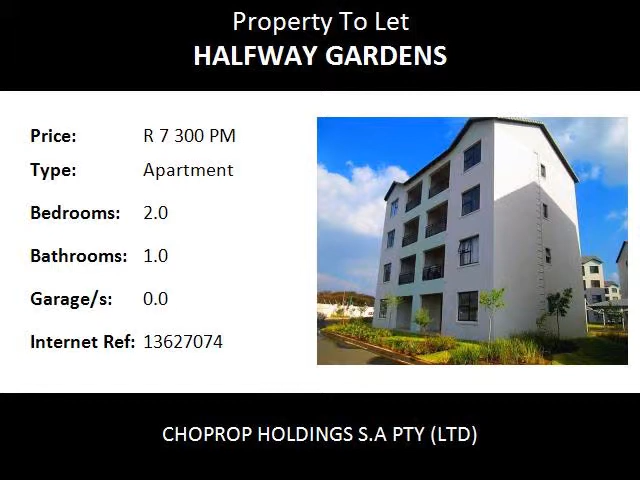 Property To Let
HALFWAY GARDENS
Price: R 7 300 PM
Type: Apartment
Bedrooms: 2.0
Bathrooms: 1.0
Garage/s: 0.0
Internet Ref: 13627074
CHOPROP HOLDINGS S.A PTY (LTD)